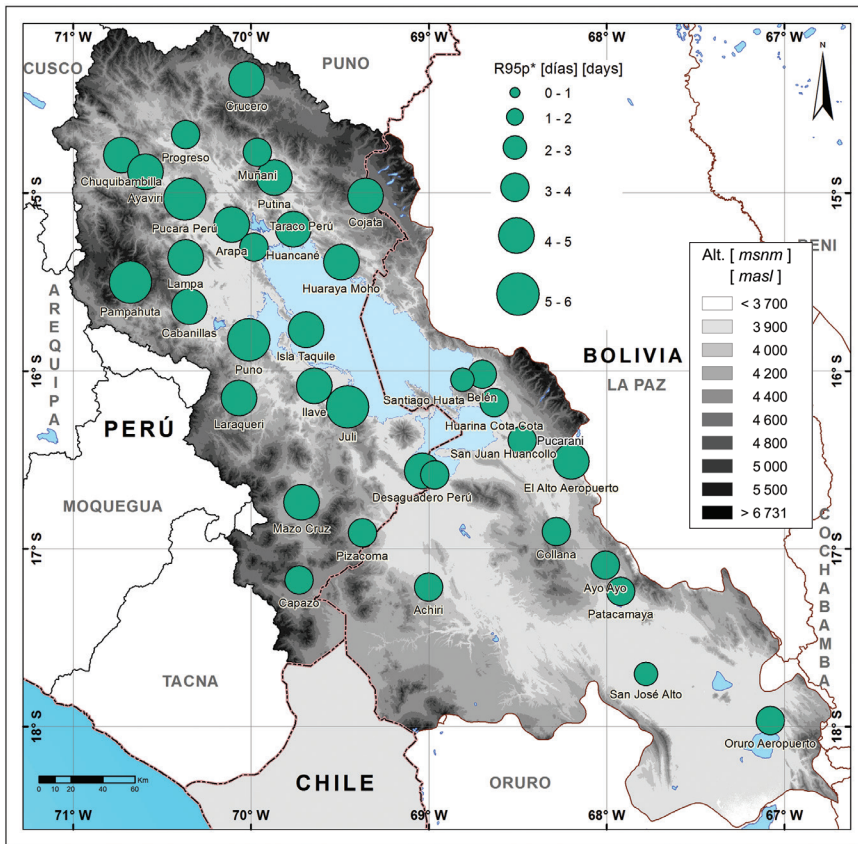 71°W
70°W
69°W
68°W
67°W
CUSCO
PUNO
N
R95p* [días] [days]
0 - 1
1 - 2
2 - 3
3 - 4
4 - 5
5 - 6
Crucero
Progreso
Chuquibambilla
Muñani
Ayaviri
Putina
15°S
15°S
Pucara Perú
Taraco Perú
Cojata
Arapa
Huancané
BENI
Lampa
Huaraya Moho
Pampahuta
Cabanillas
Alt. [ msnm ]
[ masl ]
< 3 700
3 900
4 000
4 200
4 400
4 600
4 800
5 000
5 500
> 6 731
AREQUIPA
Puno
Isla Taquile
BOLIVIA
LA PAZ
16°S
16°S
Santiago Huata
Belén
Ilave
Laraqueri
Juli
Huarina Cota-Cota
PERÚ
Pucarani
San Juan Huancollo
El Alto Aeropuerto
Desaguadero Perú
MOQUEGUA
Mazo Cruz
Pizacoma
Collana
17°S
17°S
COCHABAMBA
Capazo
Achiri
Ayo Ayo
Patacamaya
TACNA
San José Alto
18°S
18°S
Oruro Aeropuerto
0 10 20 40 60
Km
CHILE
ORURO
71°W
70°W
69°W
68°W
67°W